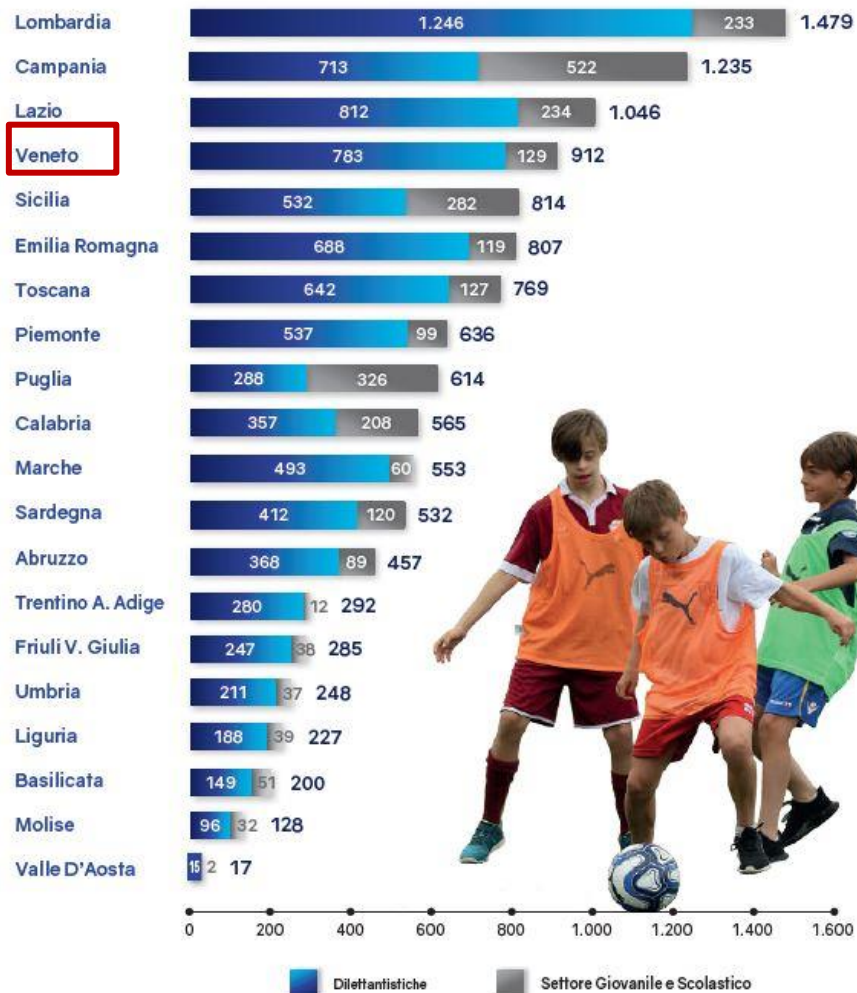 Lombardia 1.246 233 1.479
Campania 713 522 1.235
Lazio 812 234 1.046
Veneto 783 129 912
Sicilia 532 282 814
Emilia Romagna 688 119 807
Toscana 642 127 769
Piemonte 537 99 636
Puglia 288 326 614
Calabria 357 208 565
Marche 493 60 553
Sardegna 412 120 532
Abruzzo 368 89 457
Trentino A. Adige 280 12 292
Friuli V. Giulia 247 38 285
Umbria 211 37 248
Liguria 188 39 227
Basilicata 149 51 200
Molise 96 32 128
Valle D'Aosta 15 2 17
0 200 400 600 800 1.000 1.200 1.400 1.600
Dilettantistiche Settore Giovanile e Scolastico